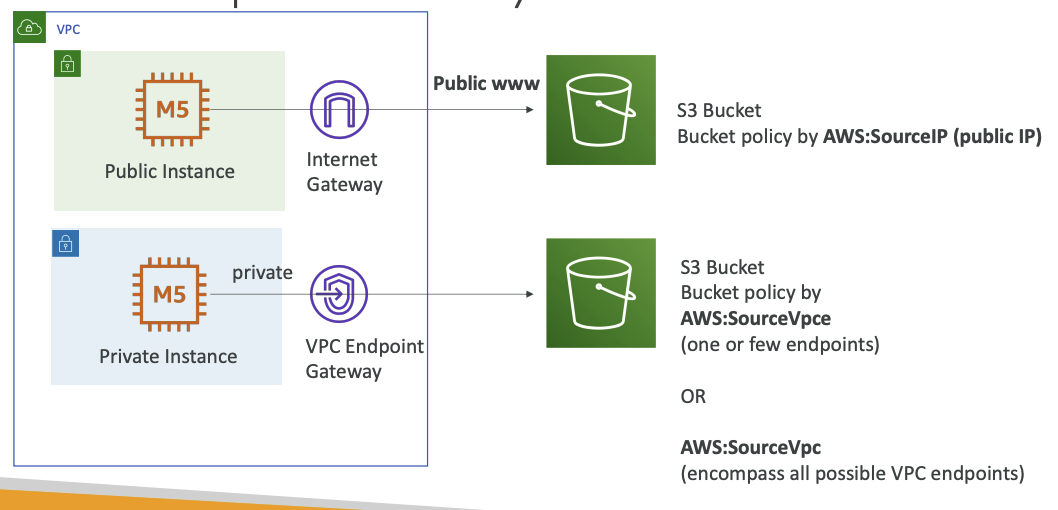 VPC
M5
Public Instance
Internet
Gateway
Public www
S3 Bucket
Bucket policy by AWS:SourceIP (public IP)
M5
Private Instance
private
VPC Endpoint
Gateway
S3 Bucket
Bucket policy by
AWS:SourceVpce
(one or few endpoints)
OR
AWS:SourceVpc
(encompass all possible VPC endpoints)